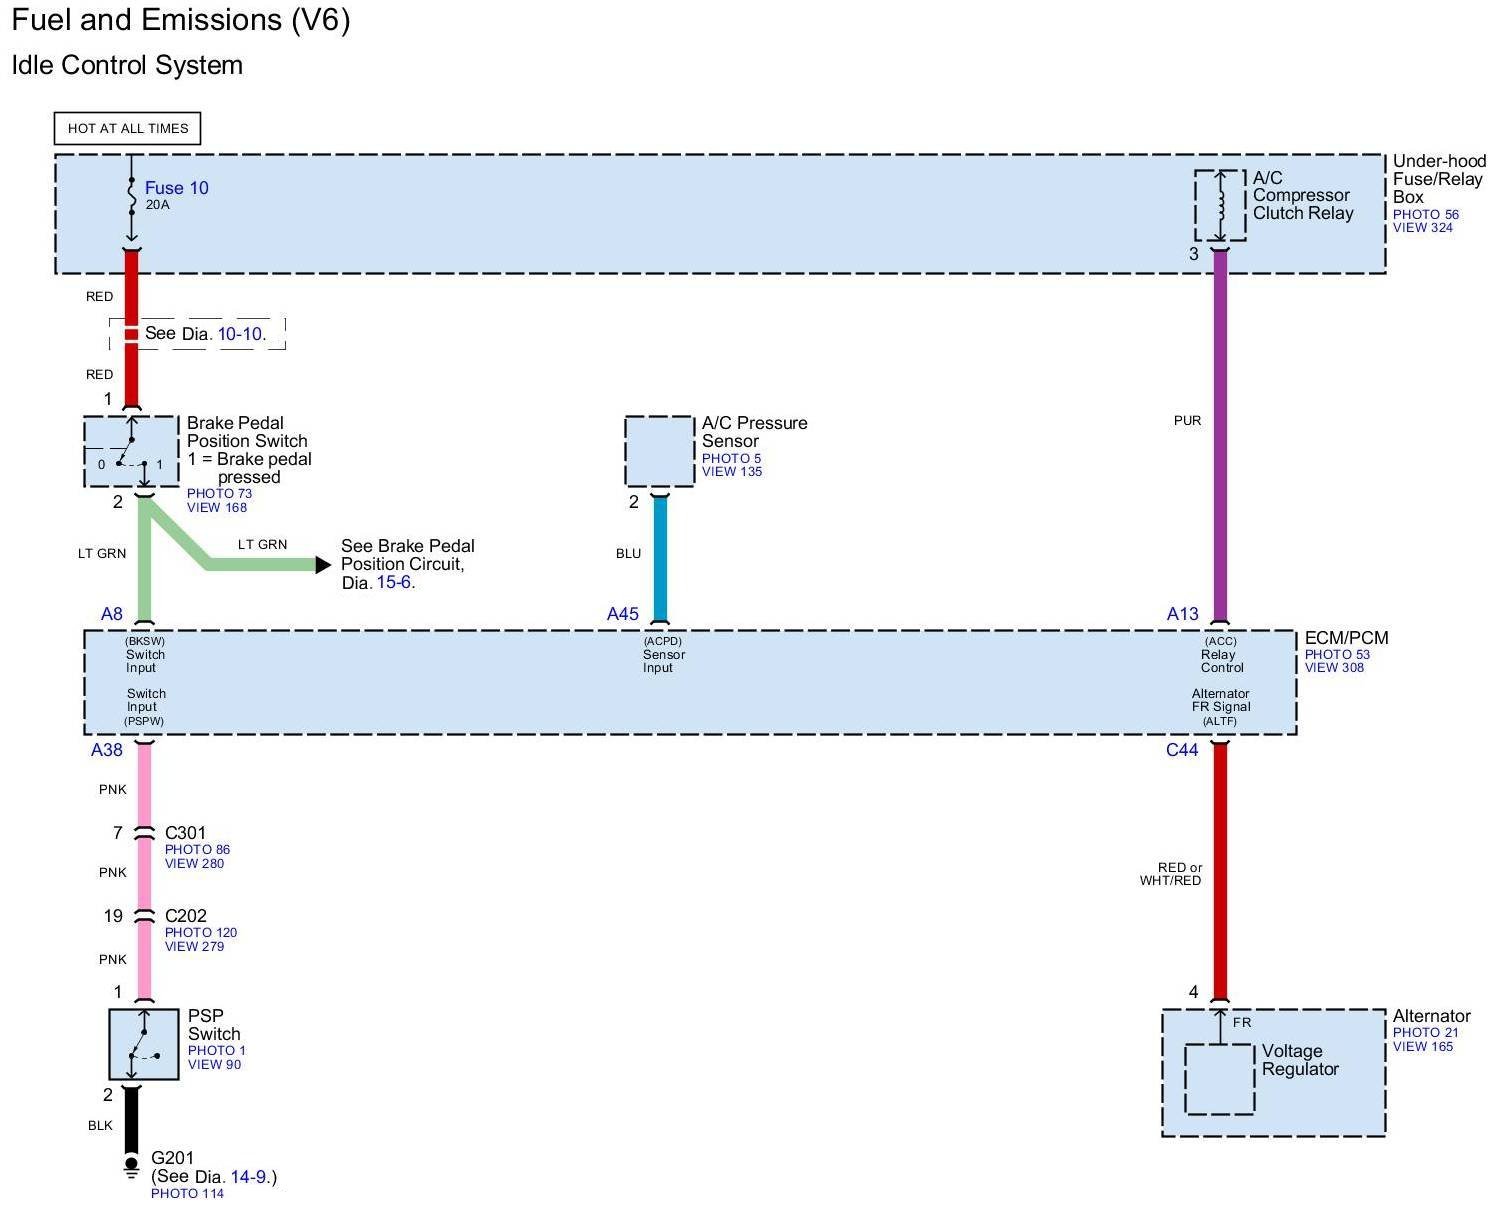 Fuel and Emissions (V6)
Idle Control System
HOT AT ALL TIMES
Fuse 10
20A
A/C
Compressor
Clutch Relay
3
Under-hood
Fuse/Relay
Box
PHOTO 56
VIEW 324
RED
See Dia. 10-10.
RED
1
Brake Pedal
Position Switch
1 = Brake pedal
pressed
PHOTO 73
VIEW 168
0
1
2
A/C Pressure
Sensor
PHOTO 5
VIEW 135
2
PUR
LT GRN
LT GRN
See Brake Pedal
Position Circuit,
Dia. 15-6.
BLU
A8
A45
A13
(BKSW)
Switch
Input
(ACPD)
Sensor
Input
(ACC)
Relay
Control
ECM/PCM
PHOTO 53
VIEW 308
Switch
Input
(PSPW)
Alternator
FR Signal
(ALTF)
A38
C44
PNK
7
C301
PHOTO 86
VIEW 280
PNK
RED or
WHT/RED
19
C202
PHOTO 120
VIEW 279
PNK
1
4
PSP
Switch
PHOTO 1
VIEW 90
FR
Voltage
Regulator
Alternator
PHOTO 21
VIEW 165
2
BLK
G201
(See Dia. 14-9.)
PHOTO 114